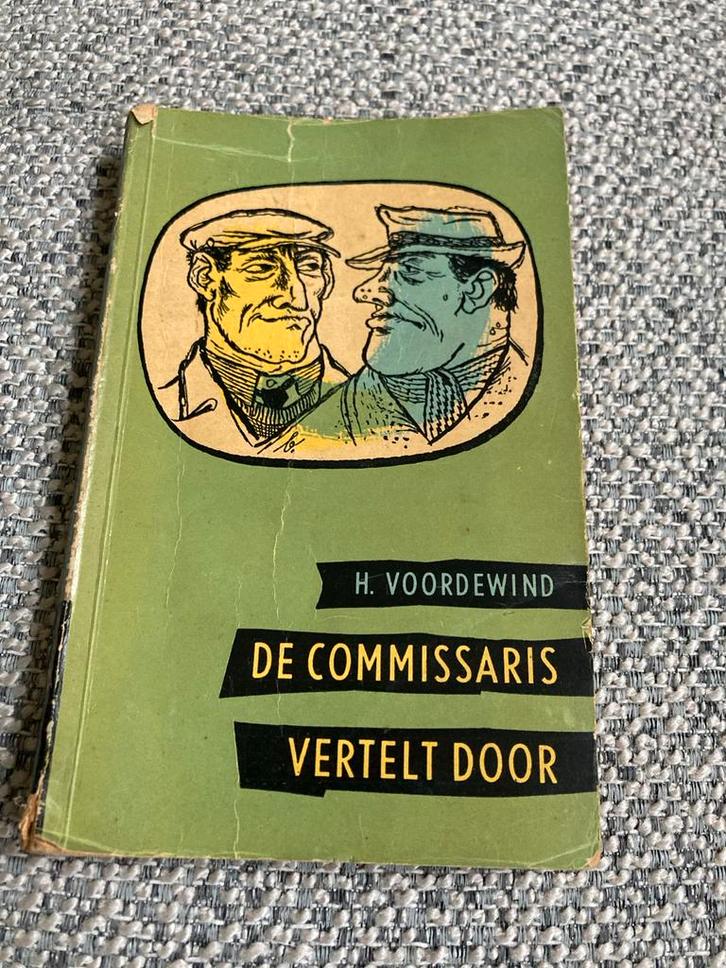 H. VOORDEWIND
DE COMMISSARIS
VERTELT DOOR